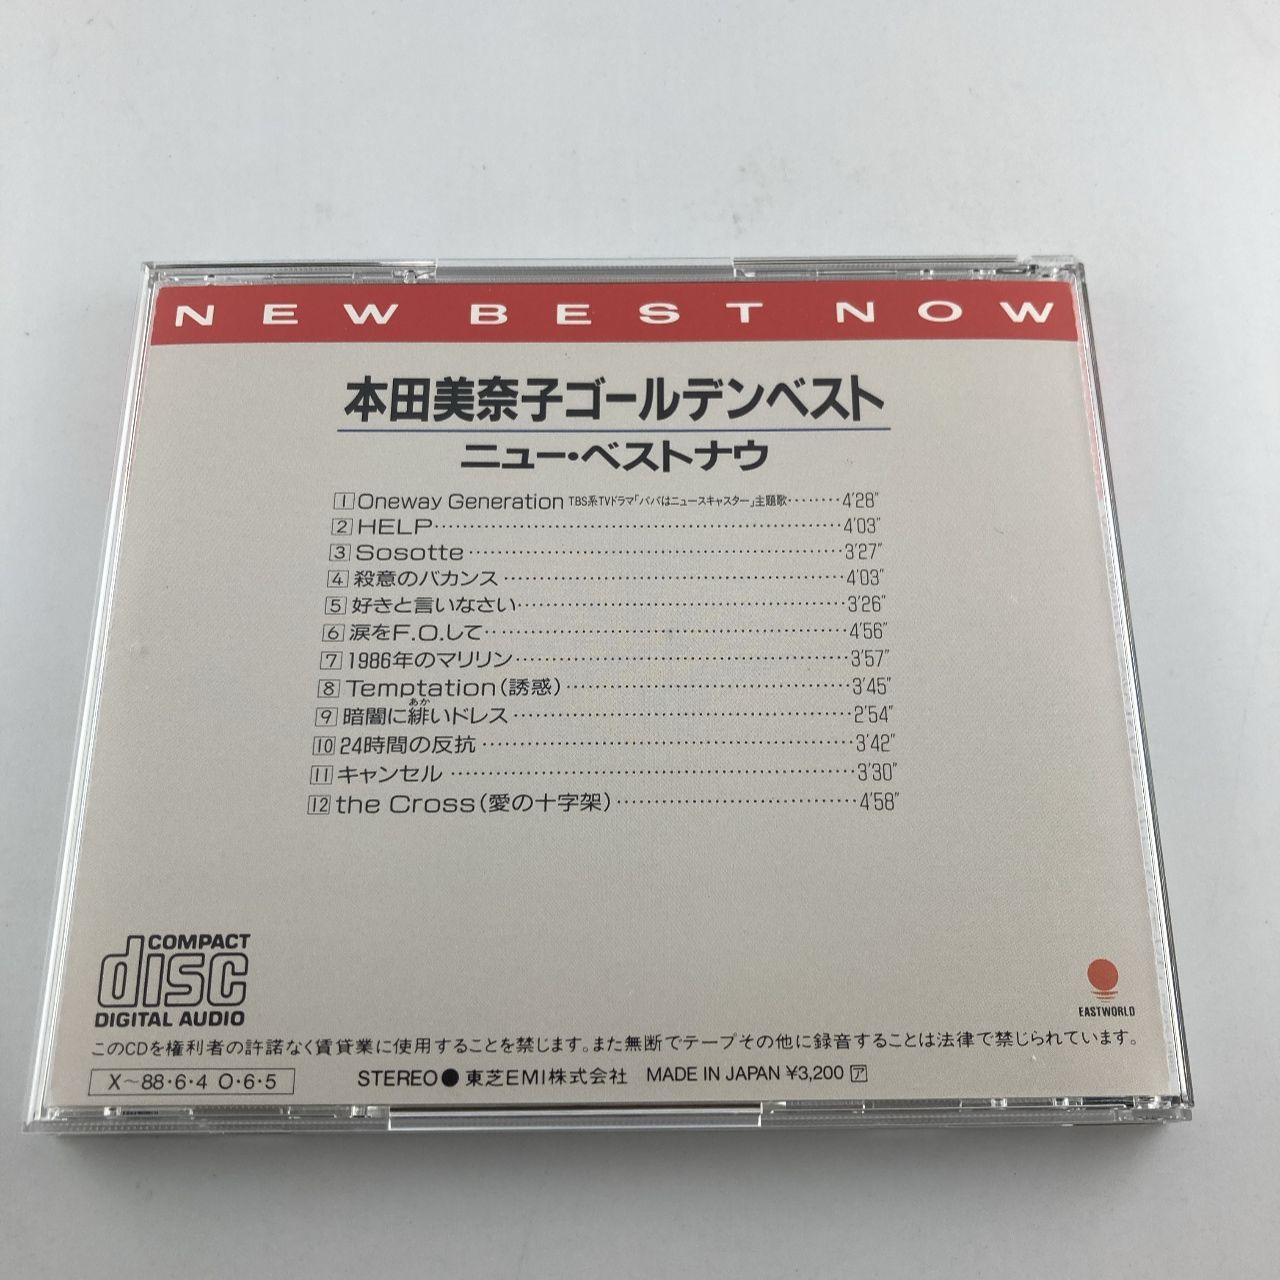 NEW BEST NOW
本田美奈子ゴールデンベスト
ニュー・ベストナウ
1 Oneway Generation TBS系TVドラマ「パパはニュースキャスター」主題歌········4'28"
2 HELP········4'03"
3 Sosotte········3'27"
4 殺意のバカンス········4'03"
5 好きと言いなさい········3'26"
6 涙をF.O.して········4'56"
7 1986年のマリリン········3'57"
8 Temptation(誘惑)········3'45"
あか
9 暗闇に緋いドレス········2'54"
10 24時間の反抗········3'42"
11 キャンセル········3'30"
12 the Cross(愛の十字架)········4'58"
COMPACT
disc
DIGITAL AUDIO
EASTWORLD
このCDを権利者の許諾なく賃貸業に使用することを禁じます。また無断でテープその他に録音することは法律で禁じられています。
X〜88・6・4 O・6・5
STEREO●東芝EMI株式会社 MADE IN JAPAN ¥3,200 ア